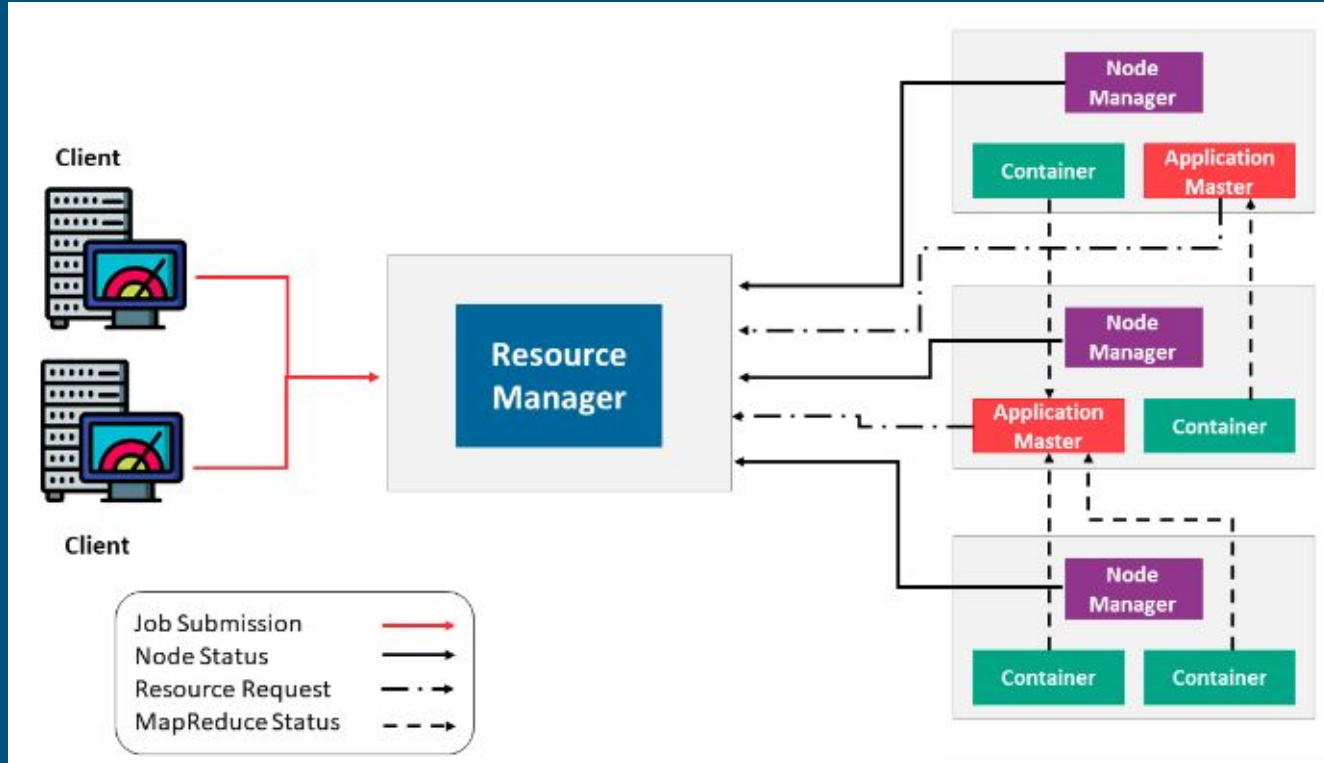 Client
Client
Job Submission
Node Status
Resource Request
MapReduce Status
Resource
Manager
Node
Manager
Container
Application
Master
Node
Manager
Application
Master
Container
Node
Manager
Container
Container